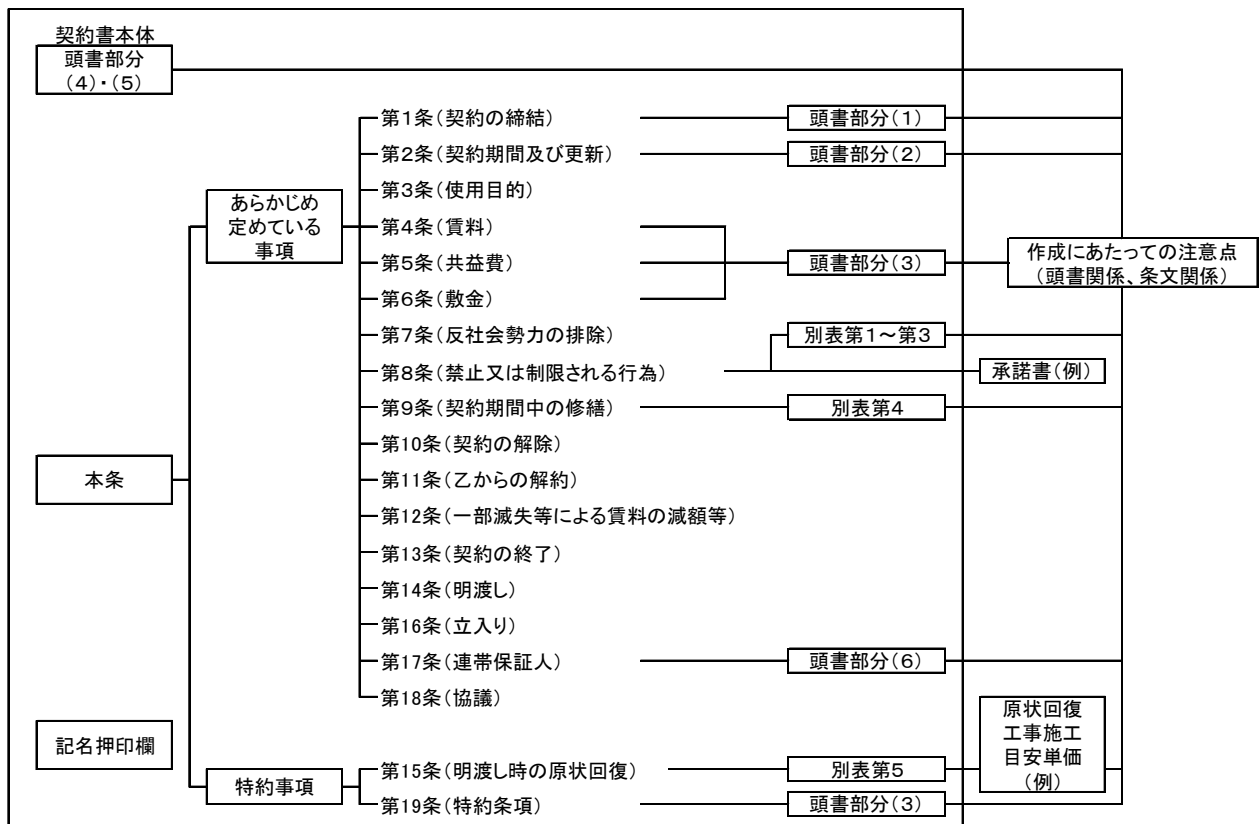 契約書本体
頭書部分
(4)・(5)
第1条(契約の締結)
頭書部分(1)
第2条(契約期間及び更新)
頭書部分(2)
第3条(使用目的)
あらかじめ
定めている
事項
第4条(賃料)
第5条(共益費)
頭書部分(3)
作成にあたっての注意点
(頭書関係、条文関係)
第6条(敷金)
第7条(反社会勢力の排除)
別表第1~第3
第8条(禁止又は制限される行為)
承諾書(例)
第9条(契約期間中の修繕)
別表第4
第10条(契約の解除)
本条
第11条(乙からの解約)
第12条(一部滅失等による賃料の減額等)
第13条(契約の終了)
第14条(明渡し)
第16条(立入り)
第17条(連帯保証人)
頭書部分(6)
第18条(協議)
記名押印欄
特約事項
第15条(明渡し時の原状回復)
別表第5
原状回復
工事施工
目安単価
(例)
第19条(特約条項)
頭書部分(3)